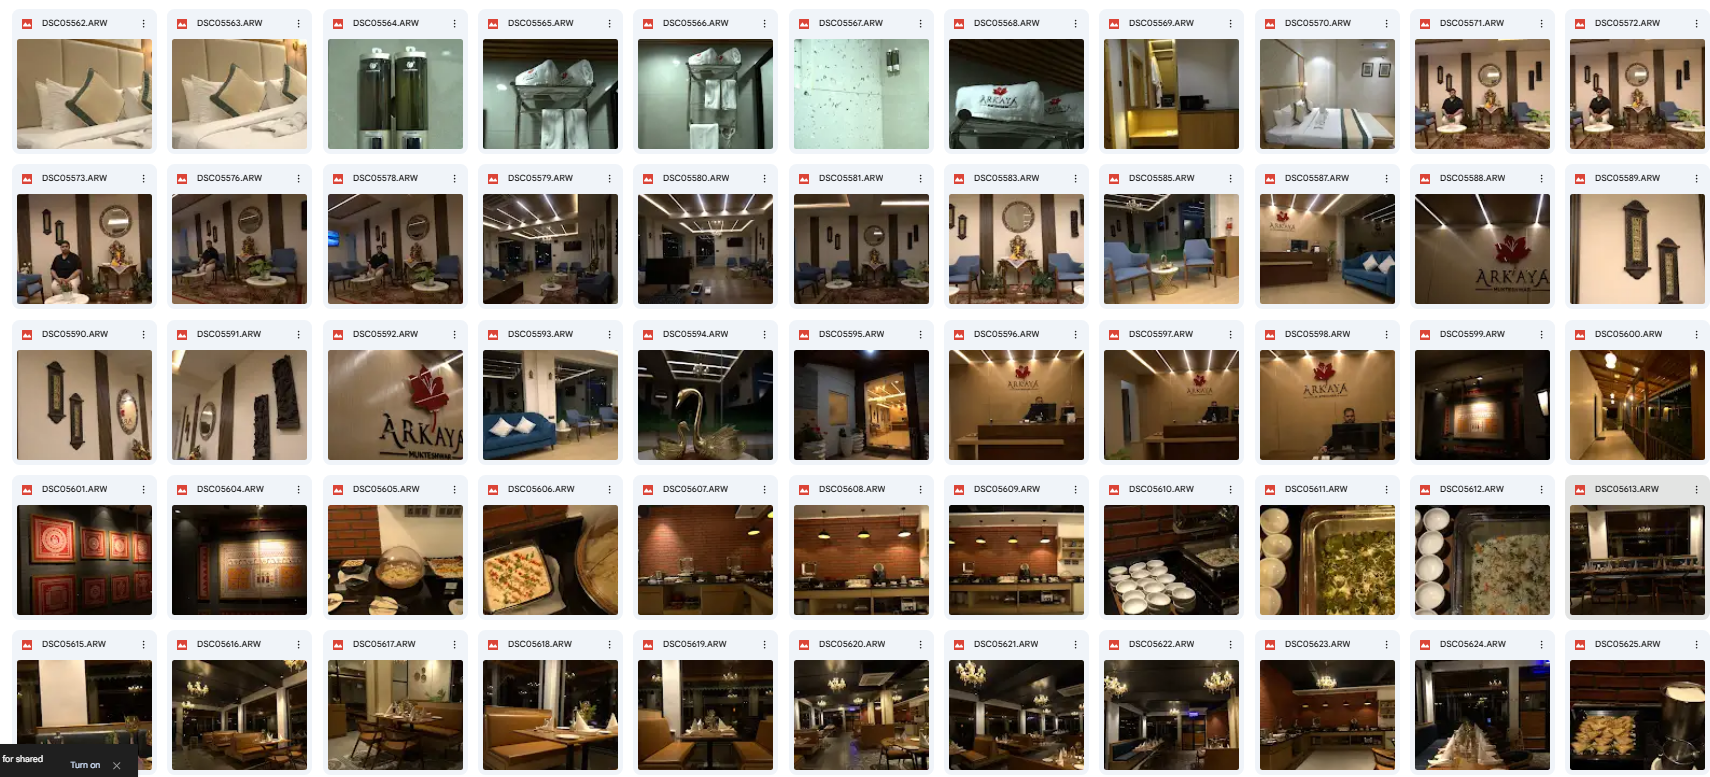 DSC05562.ARW
DSC05563.ARW
DSC05564.ARW
DSC05565.ARW
DSC05566.ARW
DSC05567.ARW
DSC05568.ARW
DSC05569.ARW
DSC05570.ARW
DSC05571.ARW
DSC05572.ARW
ARKAYA
DSC05573.ARW
DSC05576.ARW
DSC05578.ARW
DSC05579.ARW
DSC05580.ARW
DSC05581.ARW
DSC05583.ARW
DSC05585.ARW
DSC05587.ARW
DSC05588.ARW
DSC05589.ARW
ARKAYA
ARKAYA
MUKTESHWAR
DSC05590.ARW
DSC05591.ARW
DSC05592.ARW
DSC05593.ARW
DSC05594.ARW
DSC05595.ARW
DSC05596.ARW
DSC05597.ARW
DSC05598.ARW
DSC05599.ARW
DSC05600.ARW
ARKAYA
MUKTESHWAR
ARKAYA
ARKAYA
ARKAYA
DSC05601.ARW
DSC05604.ARW
DSC05605.ARW
DSC05606.ARW
DSC05607.ARW
DSC05608.ARW
DSC05609.ARW
DSC05610.ARW
DSC05611.ARW
DSC05612.ARW
DSC05613.ARW
DSC05615.ARW
DSC05616.ARW
DSC05617.ARW
DSC05618.ARW
DSC05619.ARW
DSC05620.ARW
DSC05621.ARW
DSC05622.ARW
DSC05623.ARW
DSC05624.ARW
DSC05625.ARW
for shared
Turn on